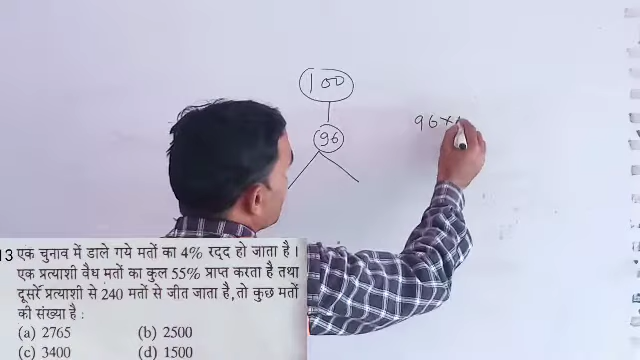 100
96
96×
13 एक चुनाव में डाले गये मतों का 4% रद्द हो जाता है।
एक प्रत्याशी वैध मतों का कुल 55% प्राप्त करता है तथा
दूसरें प्रत्याशी से 240 मतों से जीत जाता है, तो कुछ मतों
की संख्या है :
(a) 2765 (b) 2500
(c) 3400 (d) 1500